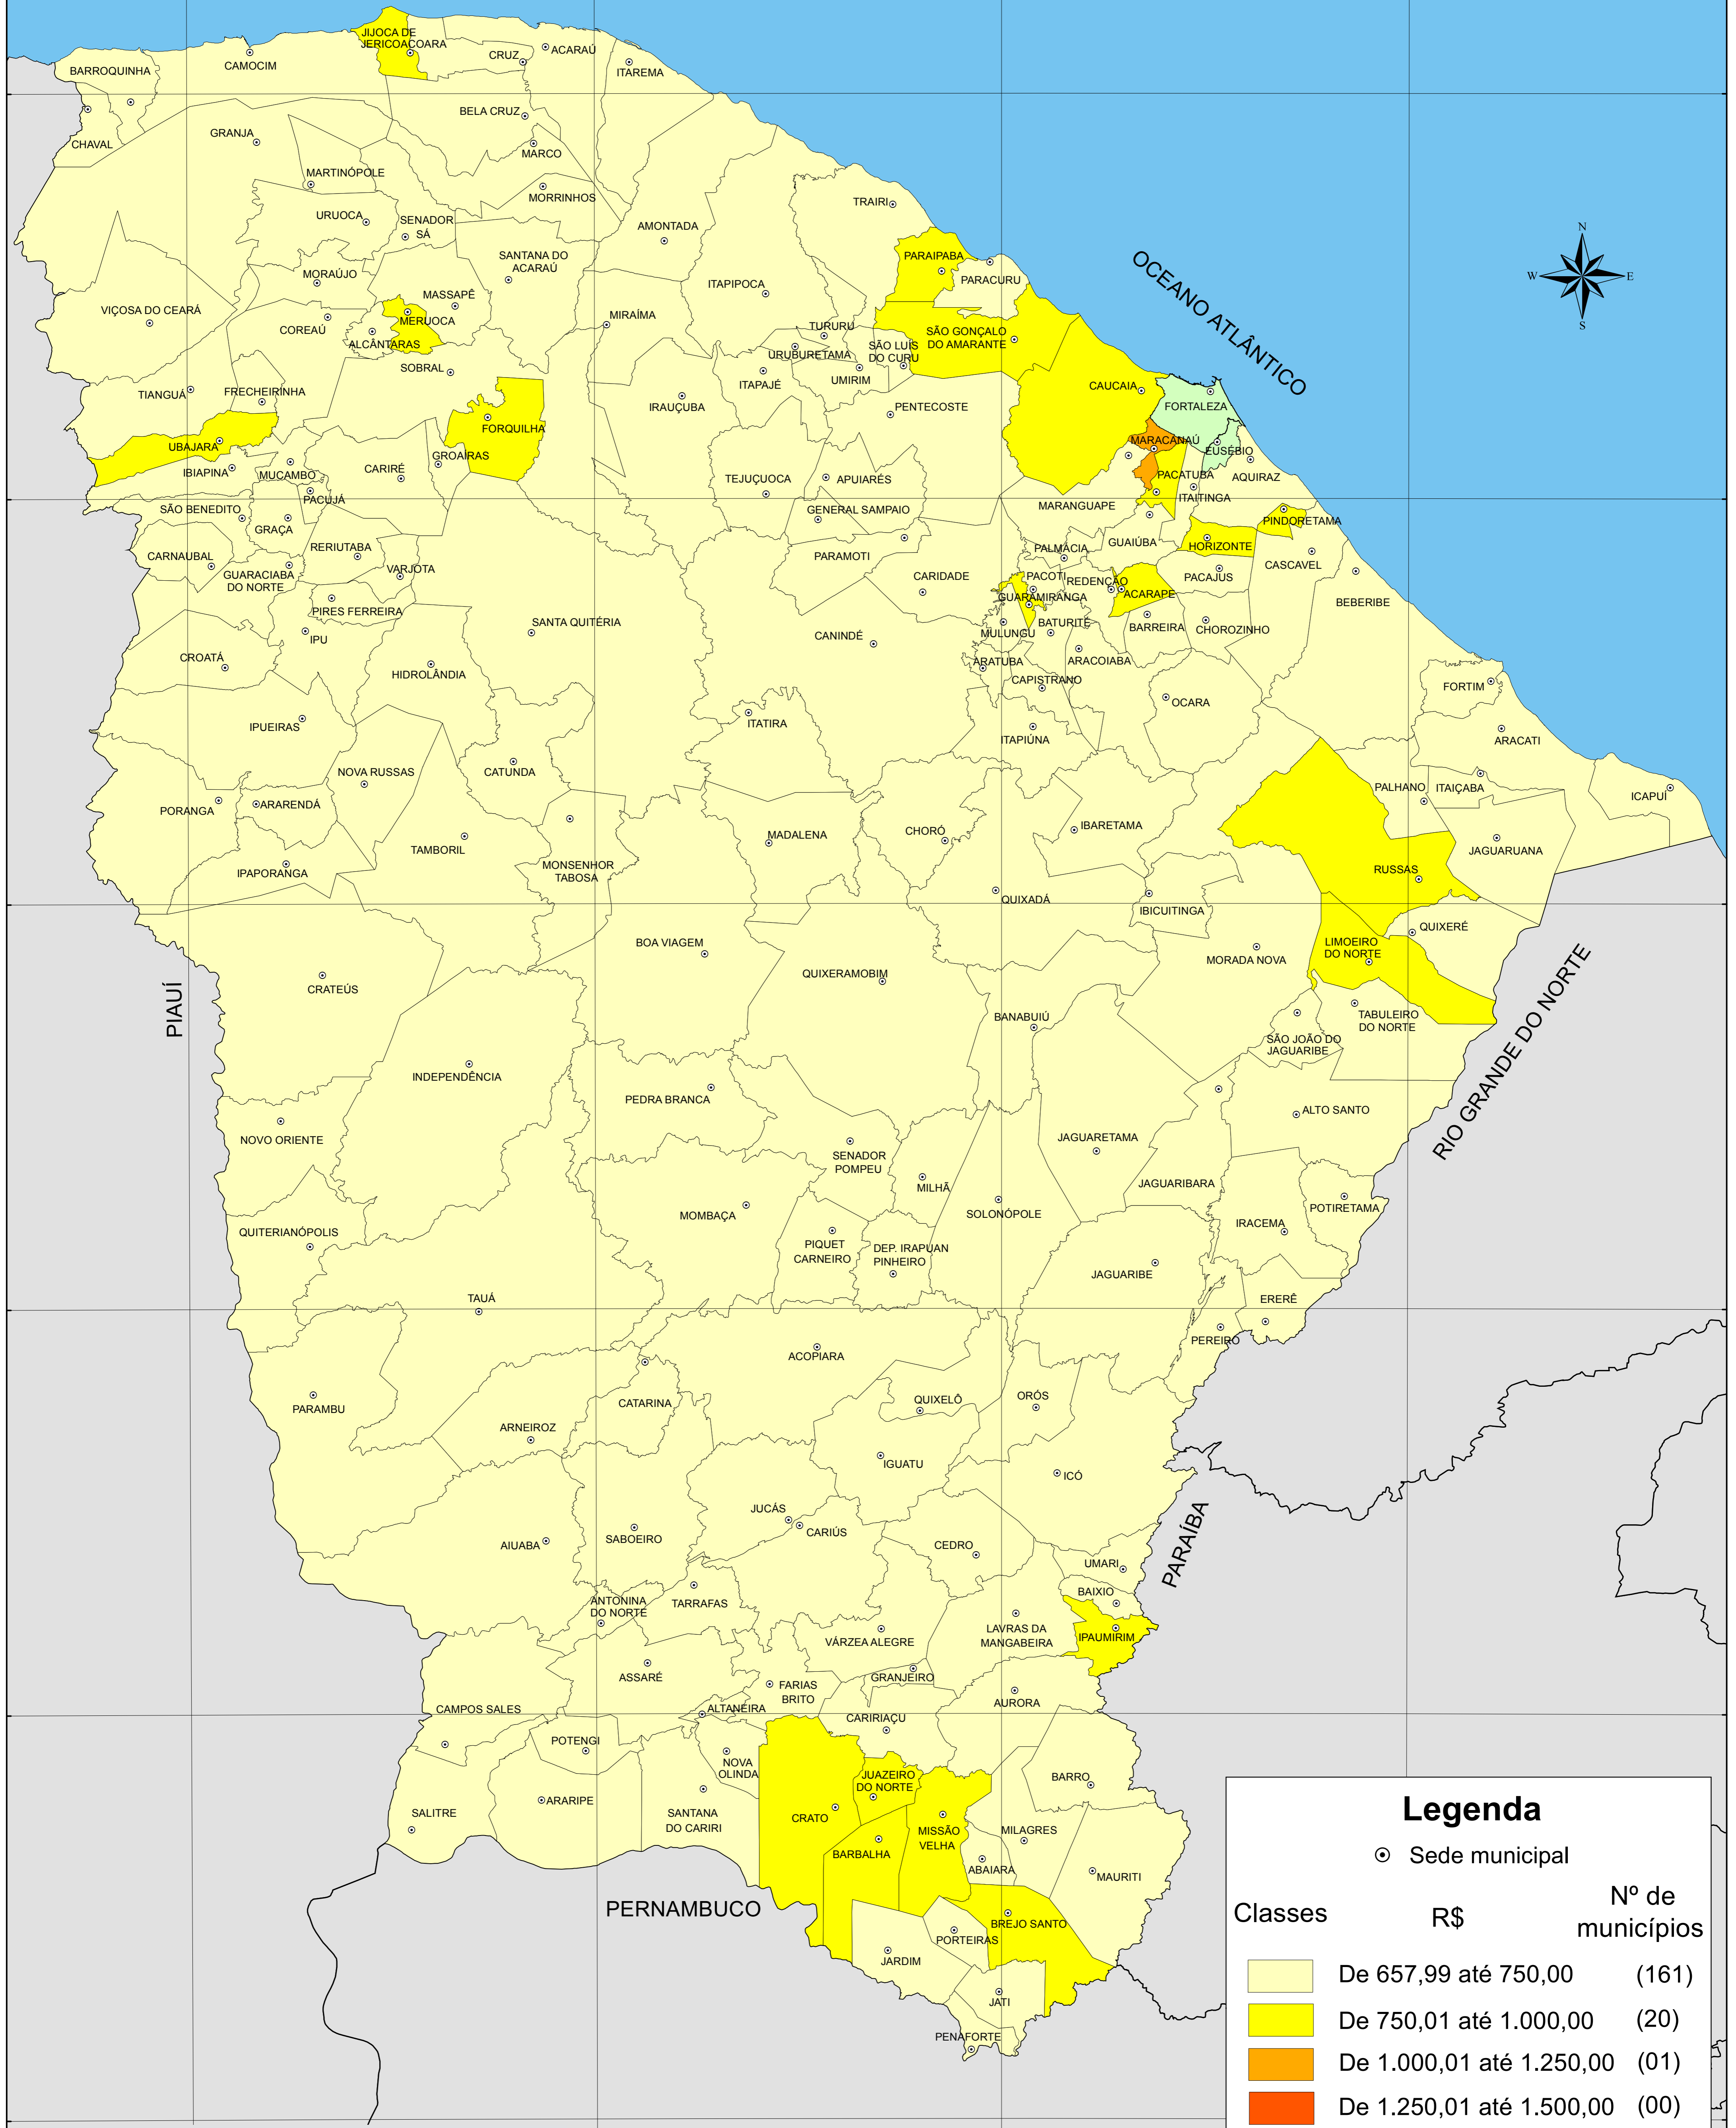 JIJOCA DE
JERICOACOARA
CRUZ
ACARAÚ
ITAREMA
BARROQUINHA
CAMOCIM
CHAVAL
GRANJA
BELA CRUZ
MARCO
MARTINÓPOLE
MORRINHOS
URUOCA
SENADOR
SÁ
AMONTADA
TRAIRI
MORAÚJO
SANTANA DO
ACARAÚ
ITAPIPOCA
PARAIPABA
PARACURU
OCEANO ATLÂNTICO
N
W
E
S
VIÇOSA DO CEARÁ
MASSAPÊ
MERUOCA
COREAÚ
ALCÂNTARAS
MIRAÍMA
TURURU
URUBURETAMA
SÃO LUIS
DO CURU
SÃO GONÇALO
DO AMARANTE
SOBRAL
ITAPAJÉ
UMIRIM
TIANGUÁ
FRECHEIRINHA
IRAUÇUBA
PENTECOSTE
CAUCAIA
FORTALEZA
FORQUILHA
UBAJARA
MARACANAÚ
EUSÉBIO
IBIAPINA
MUCAMBO
CARIRÉ
GROAÍRAS
TEJUÇUOCA
APUIARÉS
PACATUBA
AQUIRAZ
PACUJÁ
SÃO BENEDITO
GRAÇA
GENERAL SAMPAIO
MARANGUAPE
ITAITINGA
PINDORETAMA
CARNAUBAL
RERIUTABA
VARJOTA
GUARACIABA
DO NORTE
PARAMOTI
PALMÁCIA
GUAIÚBA
HORIZONTE
CASCAVEL
CARIDADE
PACOTI
REDENÇÃO
PACAJUS
GUARAMIRANGA
ACARAPE
BEBERIBE
PIRES FERREIRA
IPU
SANTA QUITÉRIA
CANINDÉ
MULUNGU
BATURITÉ
BARREIRA
CHOROZINHO
CROATÁ
HIDROLÂNDIA
ARATUBA
ARACOIABA
CAPISTRANO
FORTIM
OCARA
IPUEIRAS
ITATIRA
ITAPIÚNA
ARACATI
NOVA RUSSAS
CATUNDA
PALHANO
ITAIÇABA
ICAPUÍ
PORANGA
ARARENDÁ
TAMBORIL
MADALENA
CHORÓ
IBARETAMA
JAGUARUANA
IPAPORANGA
MONSENHOR
TABOSA
RUSSAS
QUIXADÁ
IBICUITINGA
QUIXERÉ
BOA VIAGEM
LIMOEIRO
DO NORTE
MORADA NOVA
QUIXERAMOBIM
CRATEÚS
PIAUÍ
BANABUIÚ
TABULEIRO
DO NORTE
SÃO JOÃO DO
JAGUARIBE
RIO GRANDE DO NORTE
INDEPENDÊNCIA
PEDRA BRANCA
ALTO SANTO
NOVO ORIENTE
JAGUARETAMA
SENADOR
POMPEU
MILHÃ
JAGUARIBARA
POTIRETAMA
MOMBAÇA
SOLONÓPOLE
IRACEMA
QUITERIANÓPOLIS
PIQUET
CARNEIRO
DEP. IRAPUAN
PINHEIRO
JAGUARIBE
TAUÁ
ERERÊ
PEREIRO
ACOPIARA
PARAMBU
CATARINA
QUIXELÔ
ORÓS
ARNEIROZ
IGUATU
ICÓ
JUCÁS
CARIÚS
PARAÍBA
AIUABA
SABOEIRO
CEDRO
UMARI
BAIXIO
ANTONINA
DO NORTE
TARRAFAS
VÁRZEA ALEGRE
LAVRAS DA
MANGABEIRA
IPAUMIRIM
ASSARÉ
GRANJEIRO
FARIAS
BRITO
AURORA
CAMPOS SALES
ALTANEIRA
CARIRIAÇU
POTENGI
NOVA
OLINDA
JUAZEIRO
DO NORTE
BARRO
SALITRE
ARARIPE
SANTANA
DO CARIRI
CRATO
MISSÃO
VELHA
MILAGRES
BARBALHA
ABAIARA
MAURITI
PERNAMBUCO
BREJO SANTO
PORTEIRAS
JARDIM
JATI
PENAFORTE
Legenda
Sede municipal
Classes R$ Nº de
municípios
De 657,99 até 750,00 (161)
De 750,01 até 1.000,00 (20)
De 1.000,01 até 1.250,00 (01)
De 1.250,01 até 1.500,00 (00)